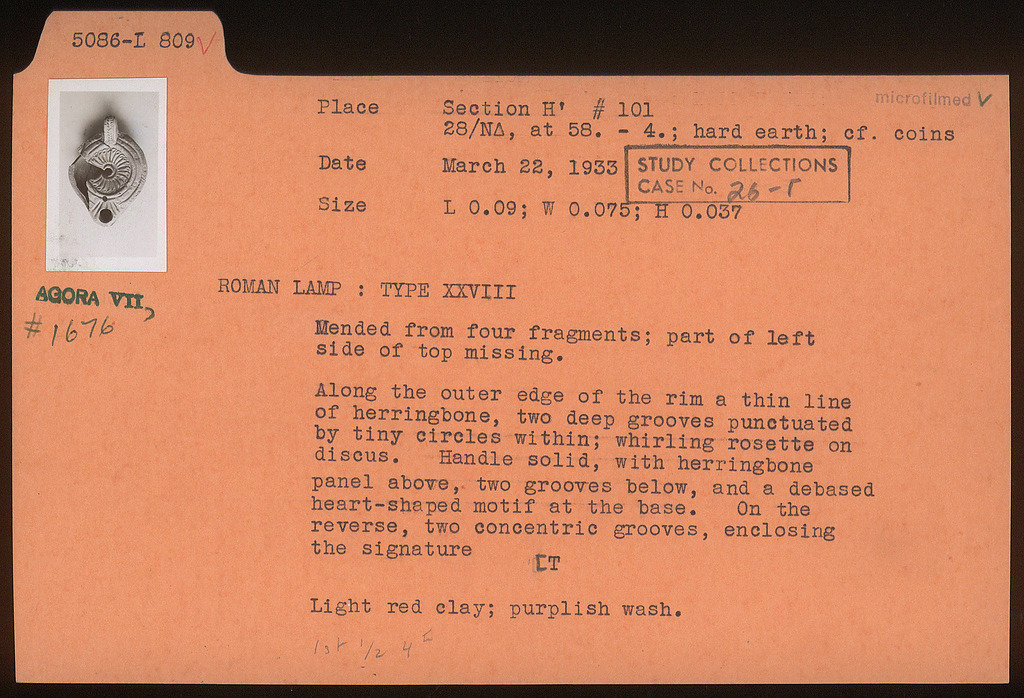 5086-L 809 ✓
microfilmed ✓
Place Section H' # 101
28/ΝΔ, at 58. - 4.; hard earth; cf. coins
Date March 22, 1933
STUDY COLLECTIONS
CASE No. 26-Γ
Size L 0.09; W 0.075; H 0.037
AGORA VII,
# 1676
ROMAN LAMP : TYPE XXVIII
Mended from four fragments; part of left
side of top missing.
Along the outer edge of the rim a thin line
of herringbone, two deep grooves punctuated
by tiny circles within; whirling rosette on
discus. Handle solid, with herringbone
panel above, two grooves below, and a debased
heart-shaped motif at the base. On the
reverse, two concentric grooves, enclosing
the signature
[T
Light red clay; purplish wash.
1st 1/2 4